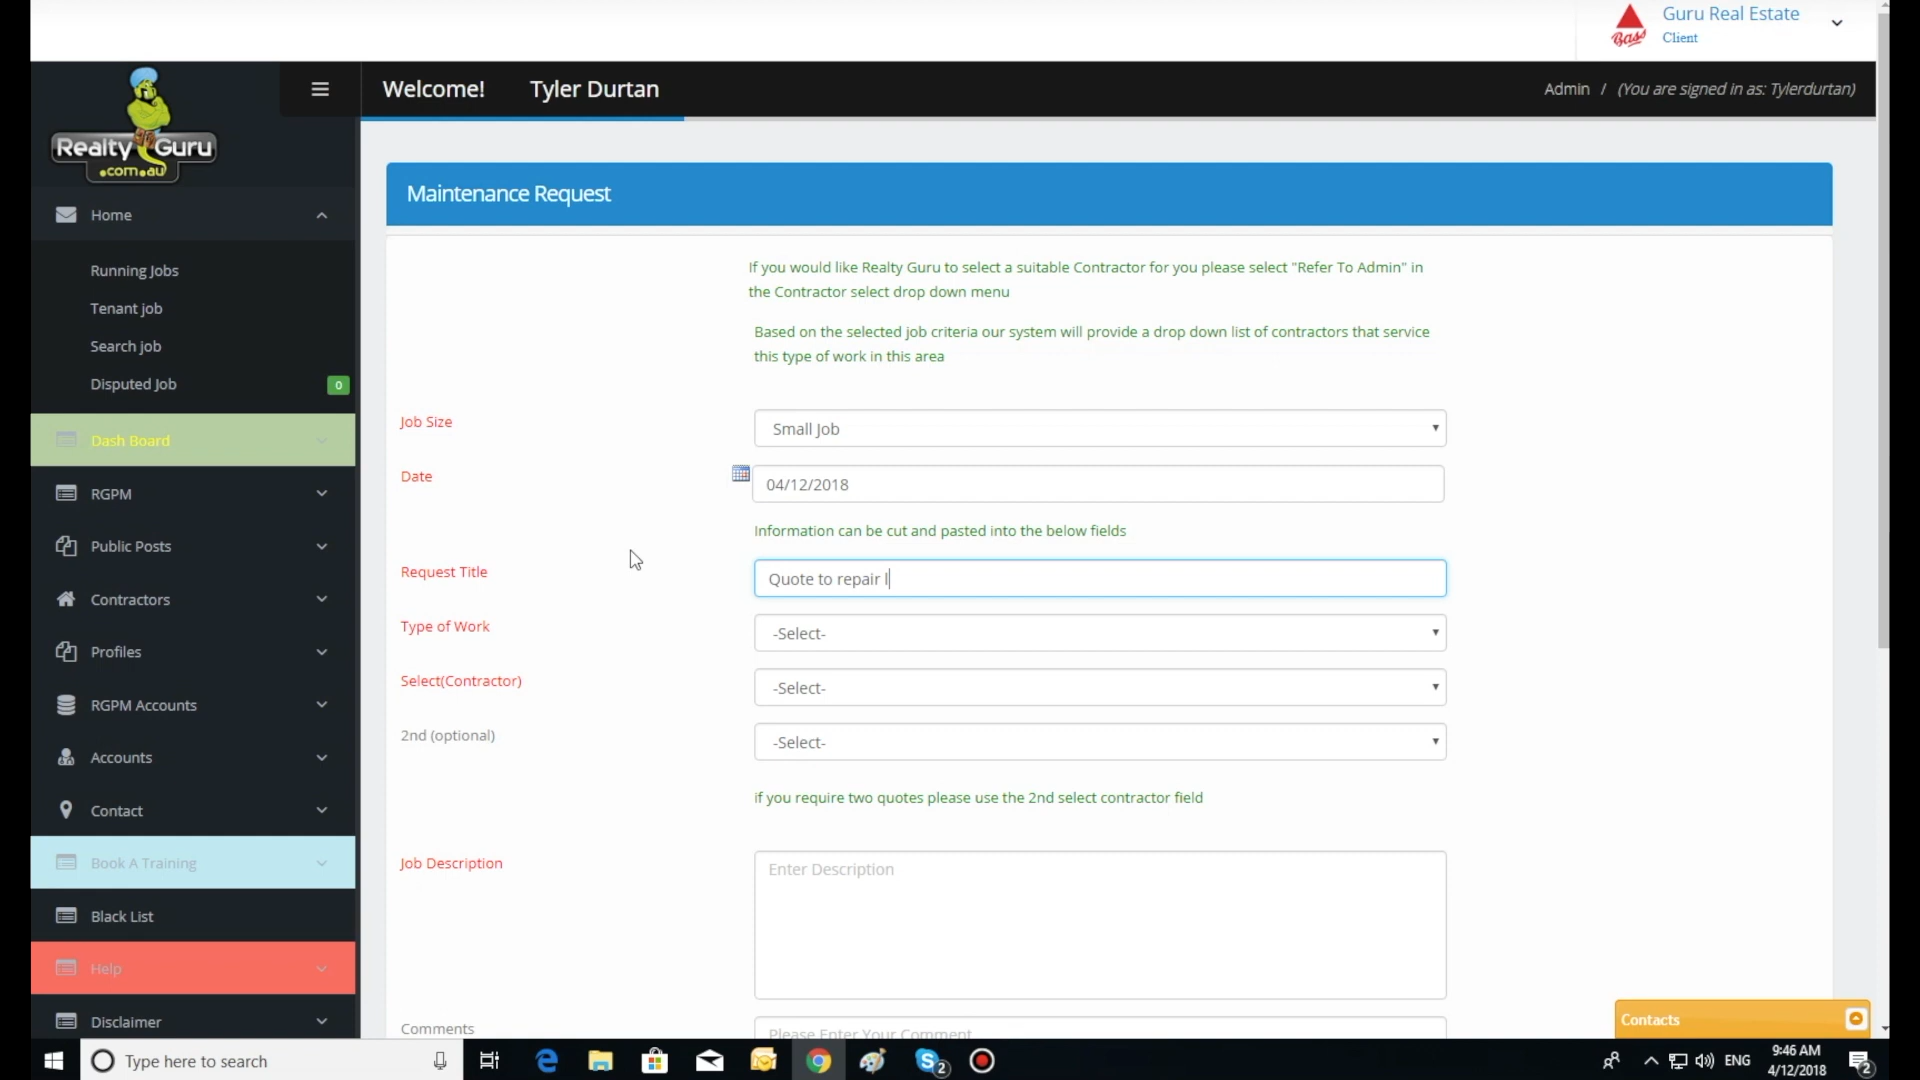 Guru Real Estate
Client
Bass
Realty Guru
.com.au
Welcome! Tyler Durtan
Admin / (You are signed in as: Tylerdurtan)
Home
Running Jobs
Tenant job
Search job
Disputed Job 0
Dash Board
RGPM
Public Posts
Contractors
Profiles
RGPM Accounts
Accounts
Contact
Book A Training
Black List
Help
Disclaimer
Maintenance Request
If you would like Realty Guru to select a suitable Contractor for you please select "Refer To Admin" in
the Contractor select drop down menu
Based on the selected job criteria our system will provide a drop down list of contractors that service
this type of work in this area
Job Size Small Job
Date 04/12/2018
Information can be cut and pasted into the below fields
Request Title Quote to repair l
Type of Work -Select-
Select(Contractor) -Select-
2nd (optional) -Select-
if you require two quotes please use the 2nd select contractor field
Job Description Enter Description
Comments Please Enter Your Comment
Contacts
Type here to search
2
ENG
9:46 AM
4/12/2018
2